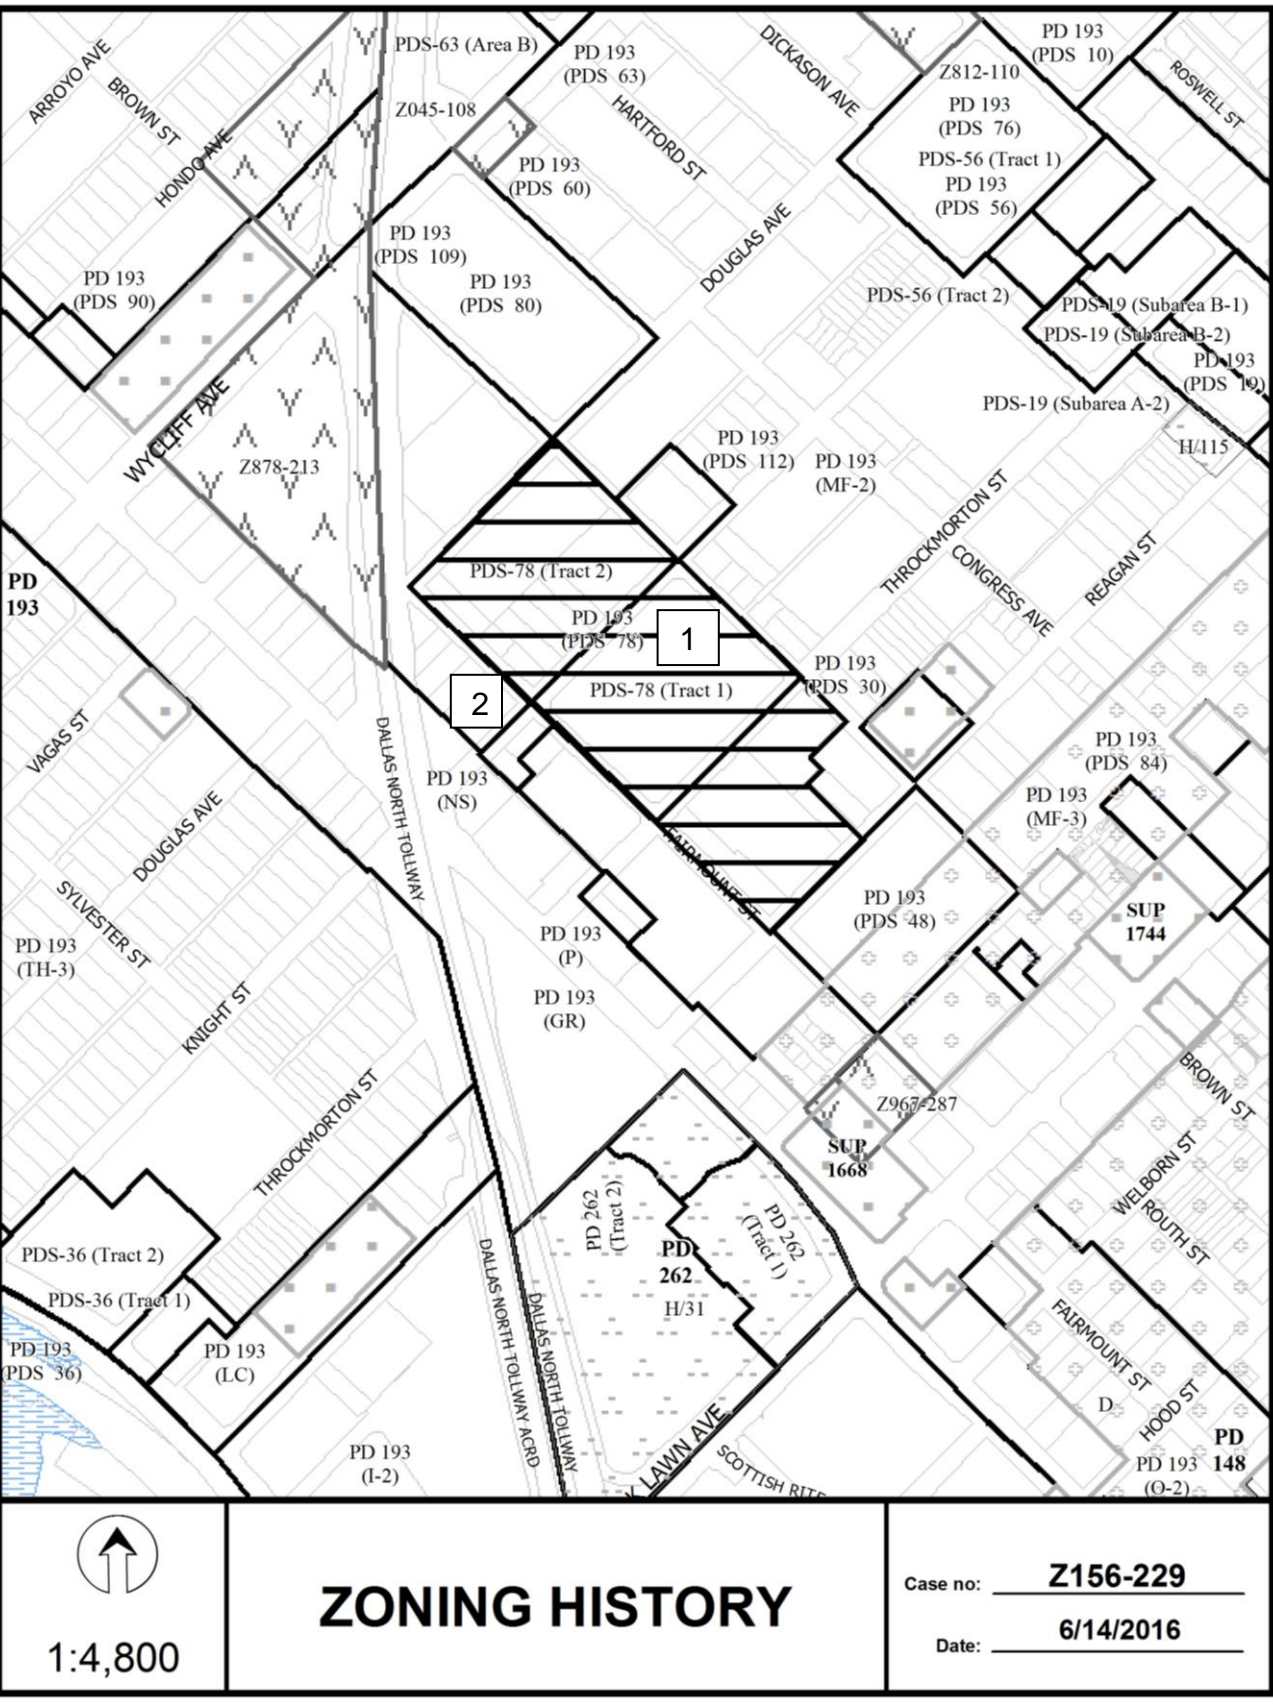 PDS-63 (Area B)
PD 193
(PDS 63)
DICKASON AVE
PD 193
(PDS 10)
ARROYO AVE
BROWN ST
Z812-110
ROSWELL ST
Z045-108
HARTFORD ST
PD 193
(PDS 76)
HONDO AVE
PD 193
(PDS 60)
PDS-56 (Tract 1)
PD 193
(PDS 56)
PD 193
(PDS 109)
DOUGLAS AVE
PD 193
(PDS 90)
PD 193
(PDS 80)
PDS-56 (Tract 2)
PDS-19 (Subarea B-1)
PDS-19 (Subarea B-2)
PD 193
(PDS 19)
PDS-19 (Subarea A-2)
WYCLIFF AVE
PD 193
(PDS 112)
PD 193
(MF-2)
H/115
Z878-213
THROCKMORTON ST
CONGRESS AVE
REAGAN ST
PD
193
PDS-78 (Tract 2)
PD 193
(PDS 78)
1
PD 193
(PDS 30)
PDS-78 (Tract 1)
2
VAGAS ST
DALLAS NORTH TOLLWAY
PD 193
(NS)
PD 193
(PDS 84)
PD 193
(MF-3)
DOUGLAS AVE
FAIRMOUNT ST
SYLVESTER ST
PD 193
(PDS 48)
SUP
1744
PD 193
(TH-3)
PD 193
(P)
KNIGHT ST
PD 193
(GR)
BROWN ST
THROCKMORTON ST
Z967-287
SUP
1668
WELBORN ST
ROUTH ST
PD 262
(Tract 2)
PD 262
(Tract 1)
PD
262
H/31
PDS-36 (Tract 2)
PDS-36 (Tract 1)
DALLAS NORTH TOLLWAY ACRD
DALLAS NORTH TOLLWAY
PD 193
(PDS 36)
PD 193
(LC)
FAIRMOUNT ST
D
HOOD ST
PD 193
(I-2)
K LAWN AVE
SCOTTISH RITE
PD 193
(O-2)
PD
148
1:4,800
ZONING HISTORY
Case no: Z156-229
Date: 6/14/2016